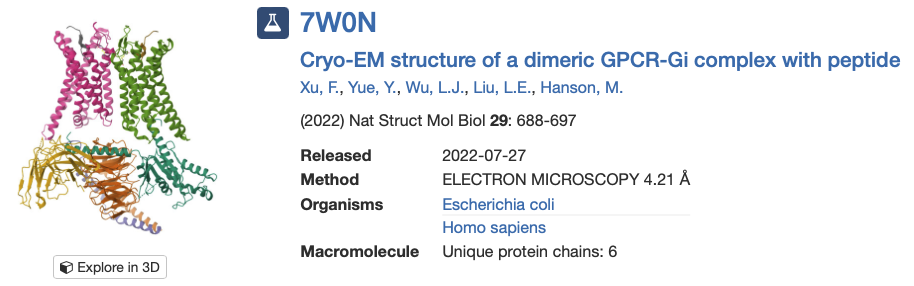 7W0N
Cryo-EM structure of a dimeric GPCR-Gi complex with peptide
Xu, F., Yue, Y., Wu, L.J., Liu, L.E., Hanson, M.
(2022) Nat Struct Mol Biol 29: 688-697
Released 2022-07-27
Method ELECTRON MICROSCOPY 4.21 Å
Organisms Escherichia coli
Homo sapiens
Macromolecule Unique protein chains: 6
Explore in 3D